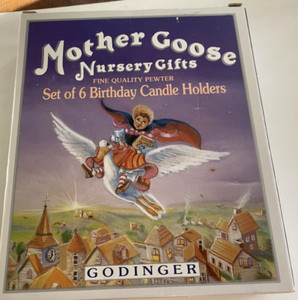 Mother Goose
Nursery Gifts
FINE QUALITY PEWTER
Set of 6 Birthday Candle Holders
GODINGER